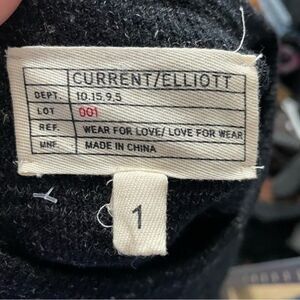 CURRENT/ELLIOTT
DEPT. 10.15.9.5
LOT 001
REF. WEAR FOR LOVE/ LOVE FOR WEAR
MNF. MADE IN CHINA
1